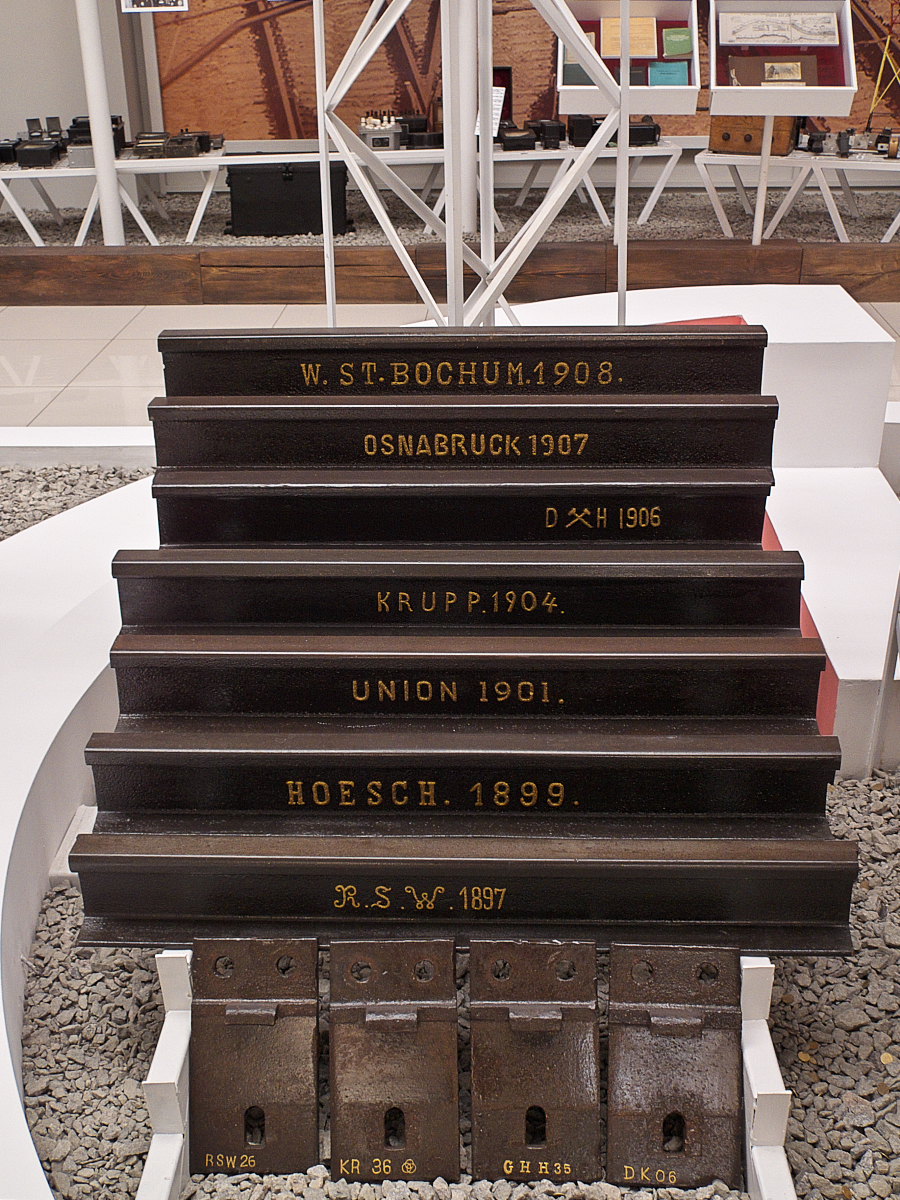 W. ST. BOCHUM. 1908.
OSNABRUCK 1907
D ⚒ H 1906
KRUPP. 1904.
UNION 1901.
HOESCH. 1899.
R. S. W. 1897
RSW 26
KR 36
GHH 35
DK 06